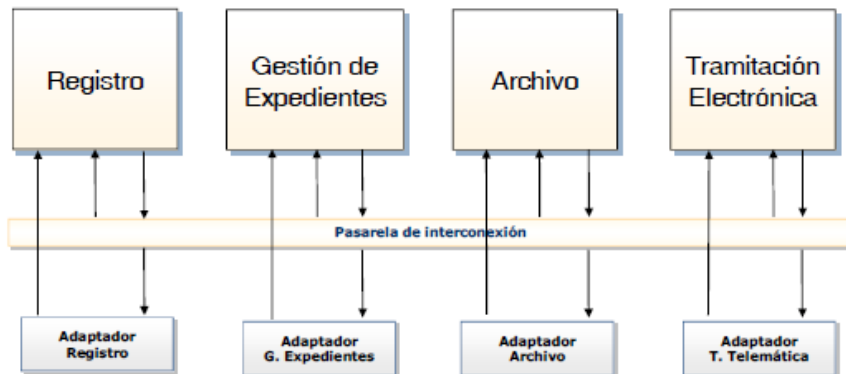 Registro
Gestión de
Expedientes
Archivo
Tramitación
Electrónica
Pasarela de interconexión
Adaptador
Registro
Adaptador
G. Expedientes
Adaptador
Archivo
Adaptador
T. Telemática